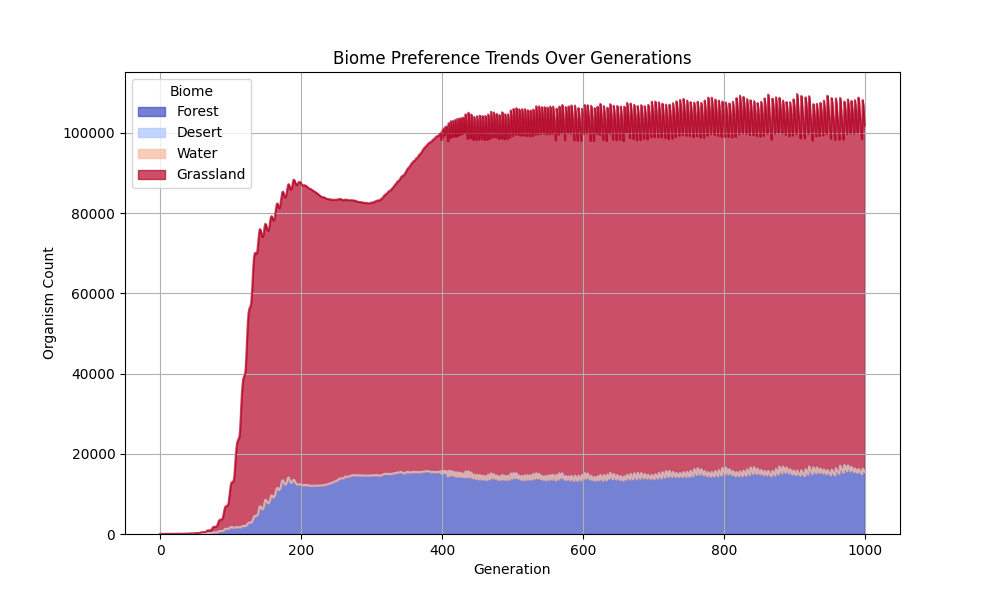 Biome Preference Trends Over Generations
Biome
Forest
Desert
Water
Grassland
Organism Count
100000
80000
60000
40000
20000
0
0 200 400 600 800 1000
Generation